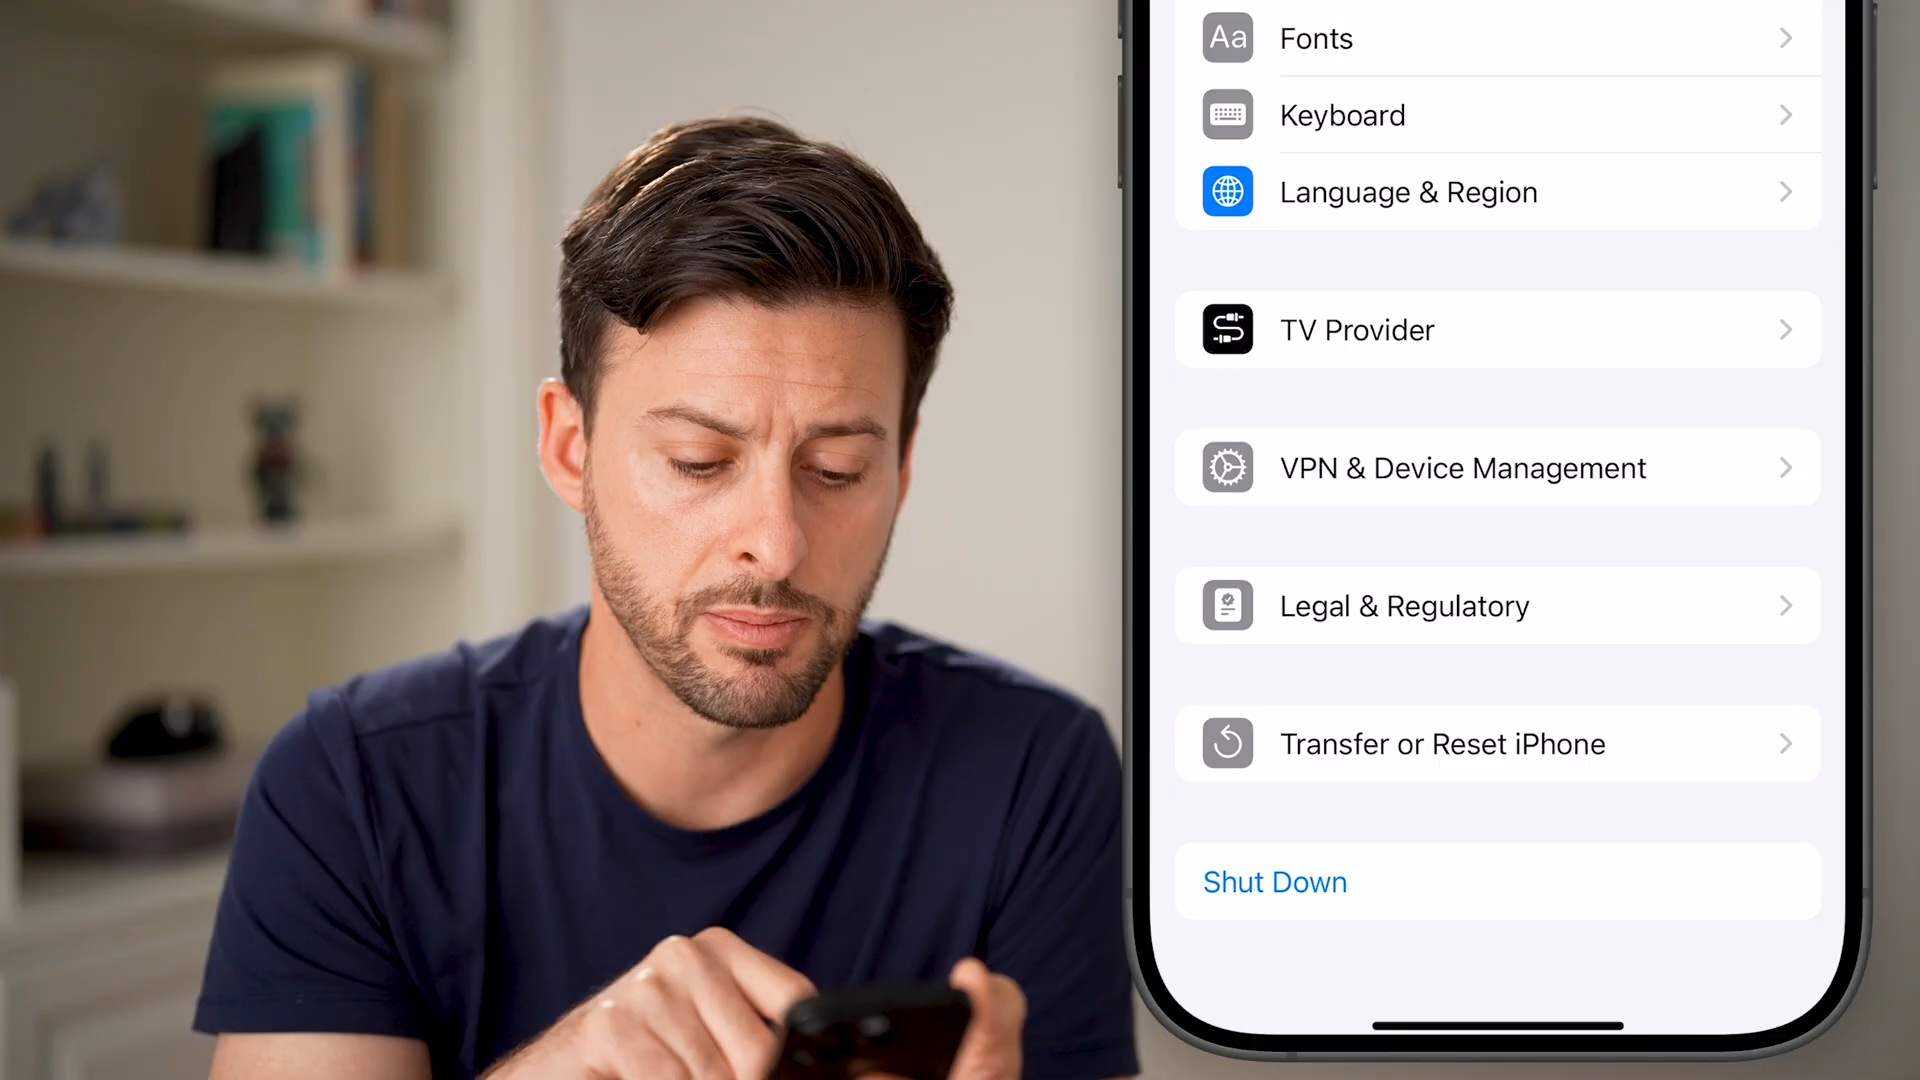 Aa Fonts
Keyboard
Language & Region
TV Provider
VPN & Device Management
Legal & Regulatory
Transfer or Reset iPhone
Shut Down